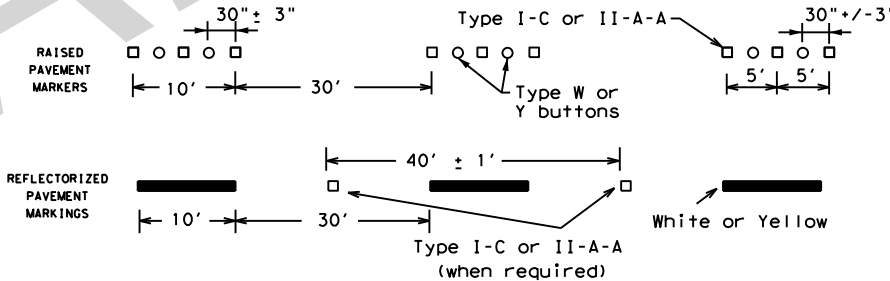 30"± 3"
Type I-C or II-A-A
30"+/-3"
RAISED
PAVEMENT
MARKERS
10'
30'
5'
5'
Type W or
Y buttons
REFLECTORIZED
PAVEMENT
MARKINGS
40' ± 1'
10'
30'
White or Yellow
Type I-C or II-A-A
(when required)